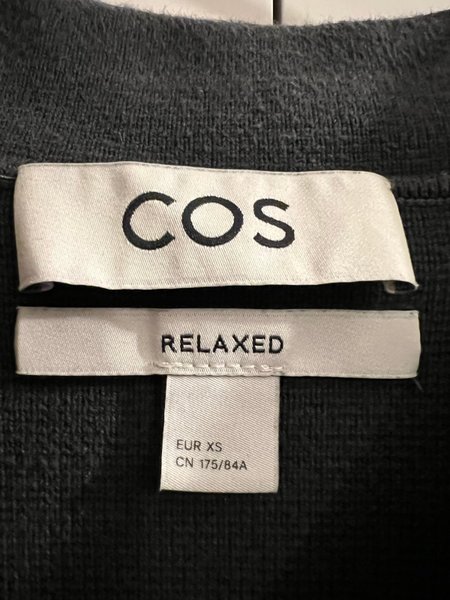 COS
RELAXED
EUR XS
CN 175/84A